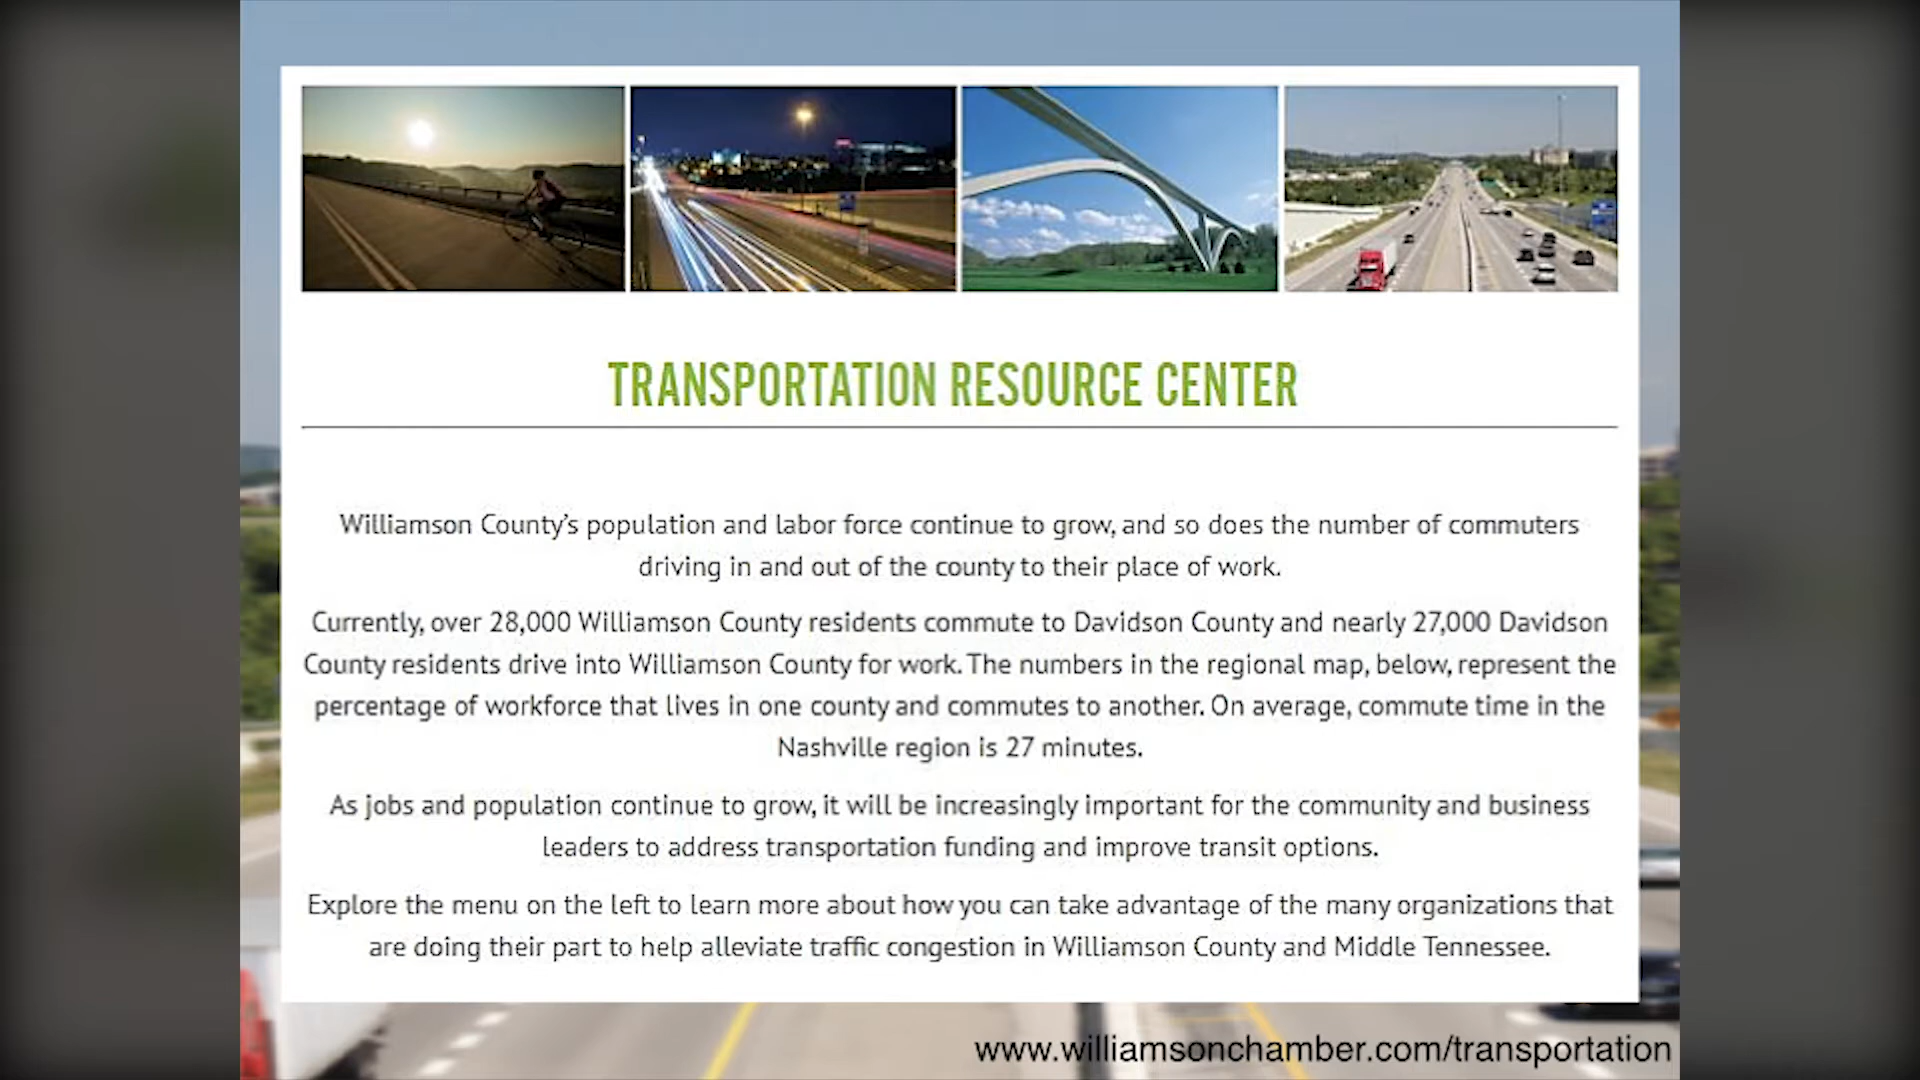 TRANSPORTATION RESOURCE CENTER
Williamson County's population and labor force continue to grow, and so does the number of commuters
driving in and out of the county to their place of work.
Currently, over 28,000 Williamson County residents commute to Davidson County and nearly 27,000 Davidson
County residents drive into Williamson County for work. The numbers in the regional map, below, represent the
percentage of workforce that lives in one county and commutes to another. On average, commute time in the
Nashville region is 27 minutes.
As jobs and population continue to grow, it will be increasingly important for the community and business
leaders to address transportation funding and improve transit options.
Explore the menu on the left to learn more about how you can take advantage of the many organizations that
are doing their part to help alleviate traffic congestion in Williamson County and Middle Tennessee.
www.williamsonchamber.com/transportation